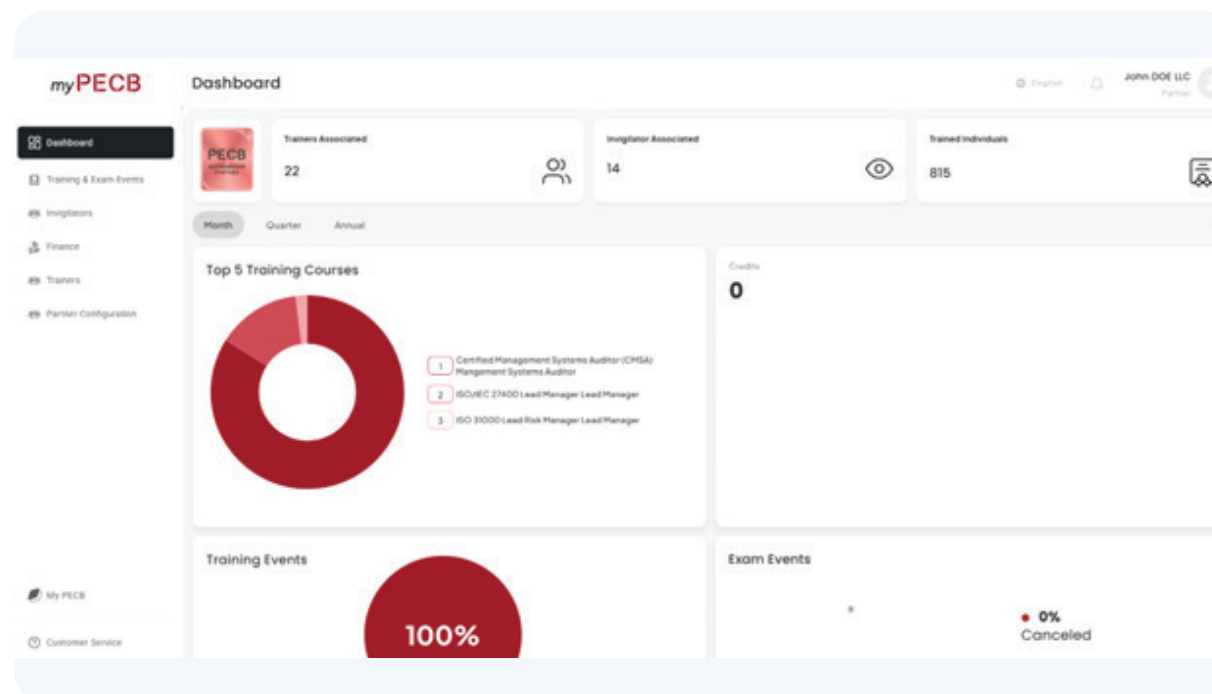 myPECB
Dashboard
English
John DOE LLC
Partner
Dashboard
Training & Exam Events
Invigilators
Finance
Trainers
Partner Configuration
My PECB
Customer Service
PECB
Trainers Associated
22
Invigilator Associated
14
Trained Individuals
815
Month
Quarter
Annual
Top 5 Training Courses
1 Certified Management Systems Auditor (CMSA)
Mangement Systems Auditor
2 ISO/IEC 27400 Lead Manager Lead Manager
3 ISO 31000 Lead Risk Manager Lead Manager
Credits
0
Training Events
100%
Exam Events
0%
Canceled